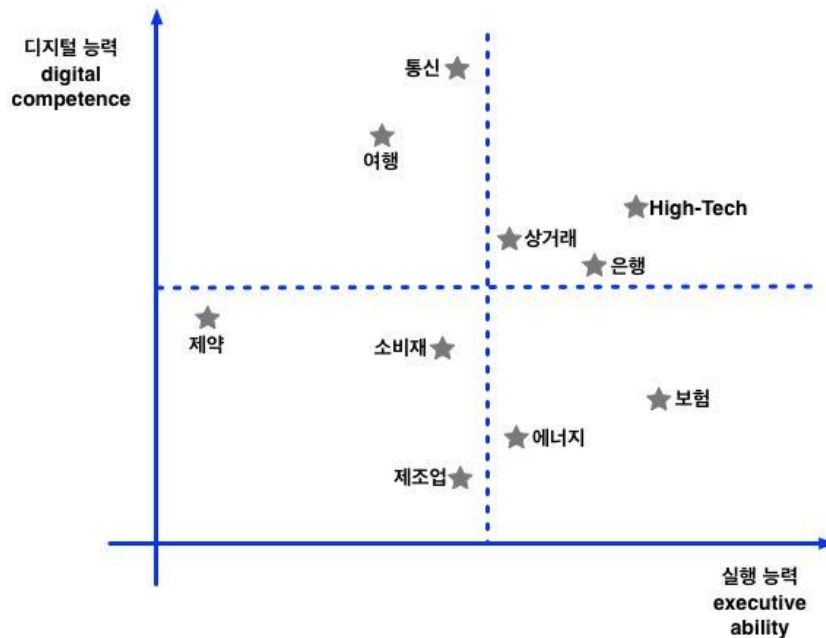 디지털 능력
digital
competence
통신
여행
High-Tech
상거래
은행
제약
소비재
보험
에너지
제조업
실행 능력
executive
ability